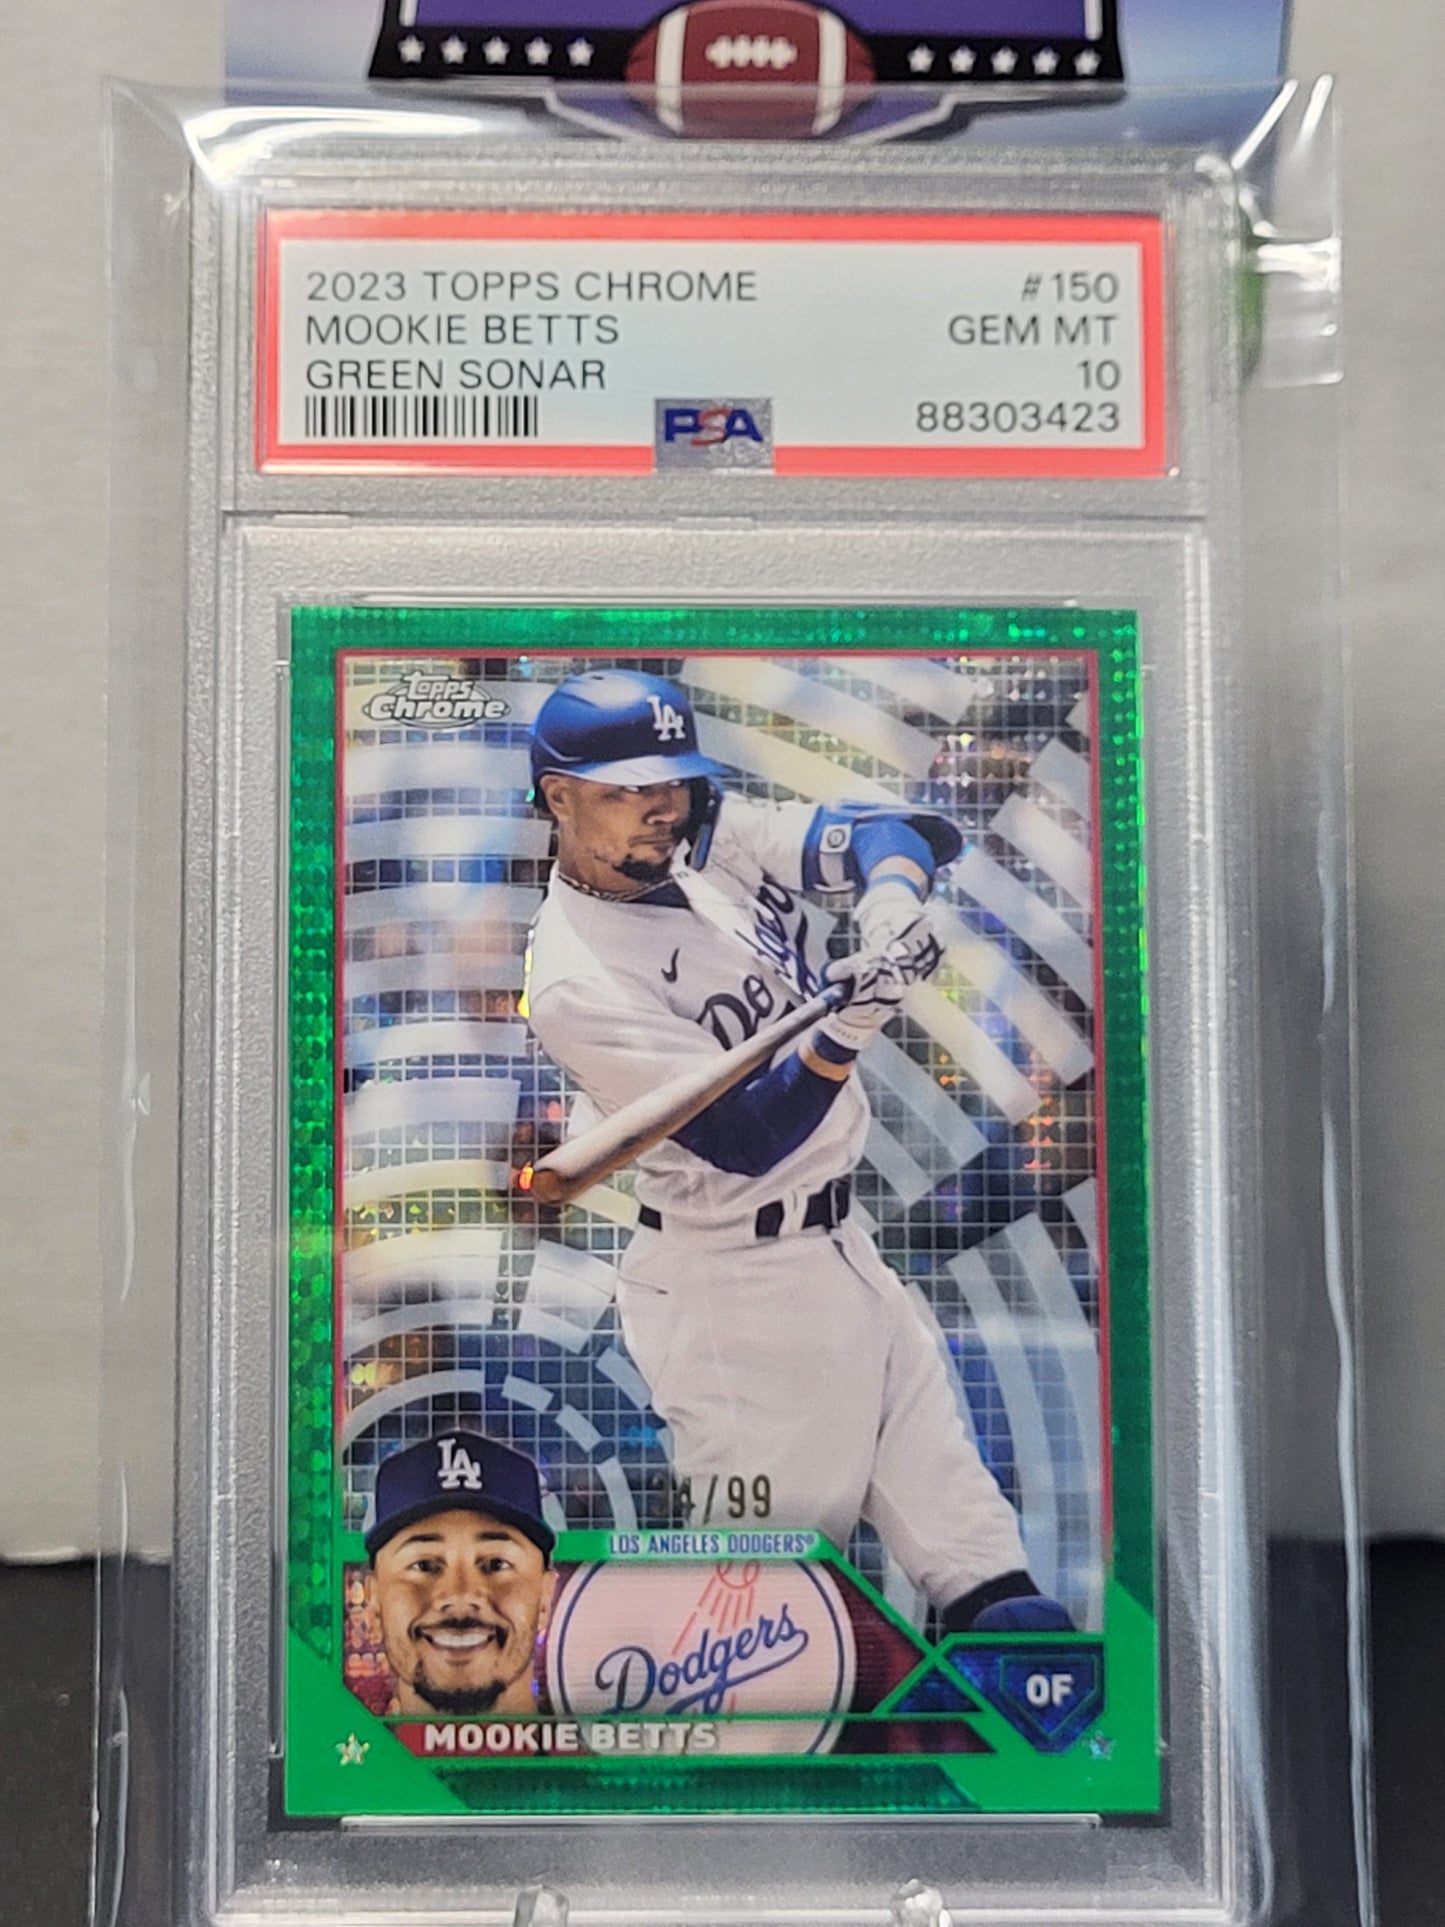 2023 TOPPS CHROME #150
MOOKIE BETTS GEM MT
GREEN SONAR 10
PSA 88303423
Topps
Chrome
LA
Dodgers
LA
/99
LOS ANGELES DODGERS®
Dodgers
OF
MOOKIE BETTS